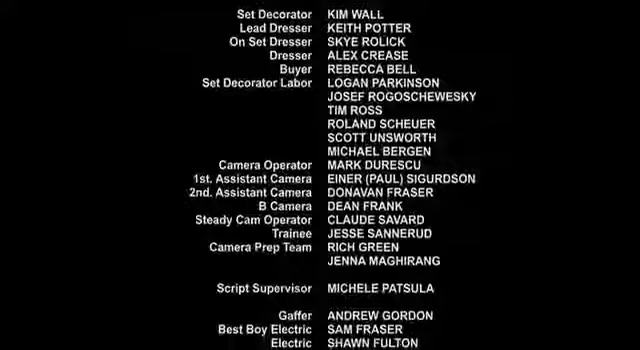 Set Decorator KIM WALL
Lead Dresser KEITH POTTER
On Set Dresser SKYE ROLICK
Dresser ALEX CREASE
Buyer REBECCA BELL
Set Decorator Labor LOGAN PARKINSON
JOSEF ROGOSCHEWESKY
TIM ROSS
ROLAND SCHEUER
SCOTT UNSWORTH
MICHAEL BERGEN
Camera Operator MARK DURESCU
1st. Assistant Camera EINER (PAUL) SIGURDSON
2nd. Assistant Camera DONAVAN FRASER
B Camera DEAN FRANK
Steady Cam Operator CLAUDE SAVARD
Trainee JESSE SANNERUD
Camera Prep Team RICH GREEN
JENNA MAGHIRANG
Script Supervisor MICHELE PATSULA
Gaffer ANDREW GORDON
Best Boy Electric SAM FRASER
Electric SHAWN FULTON